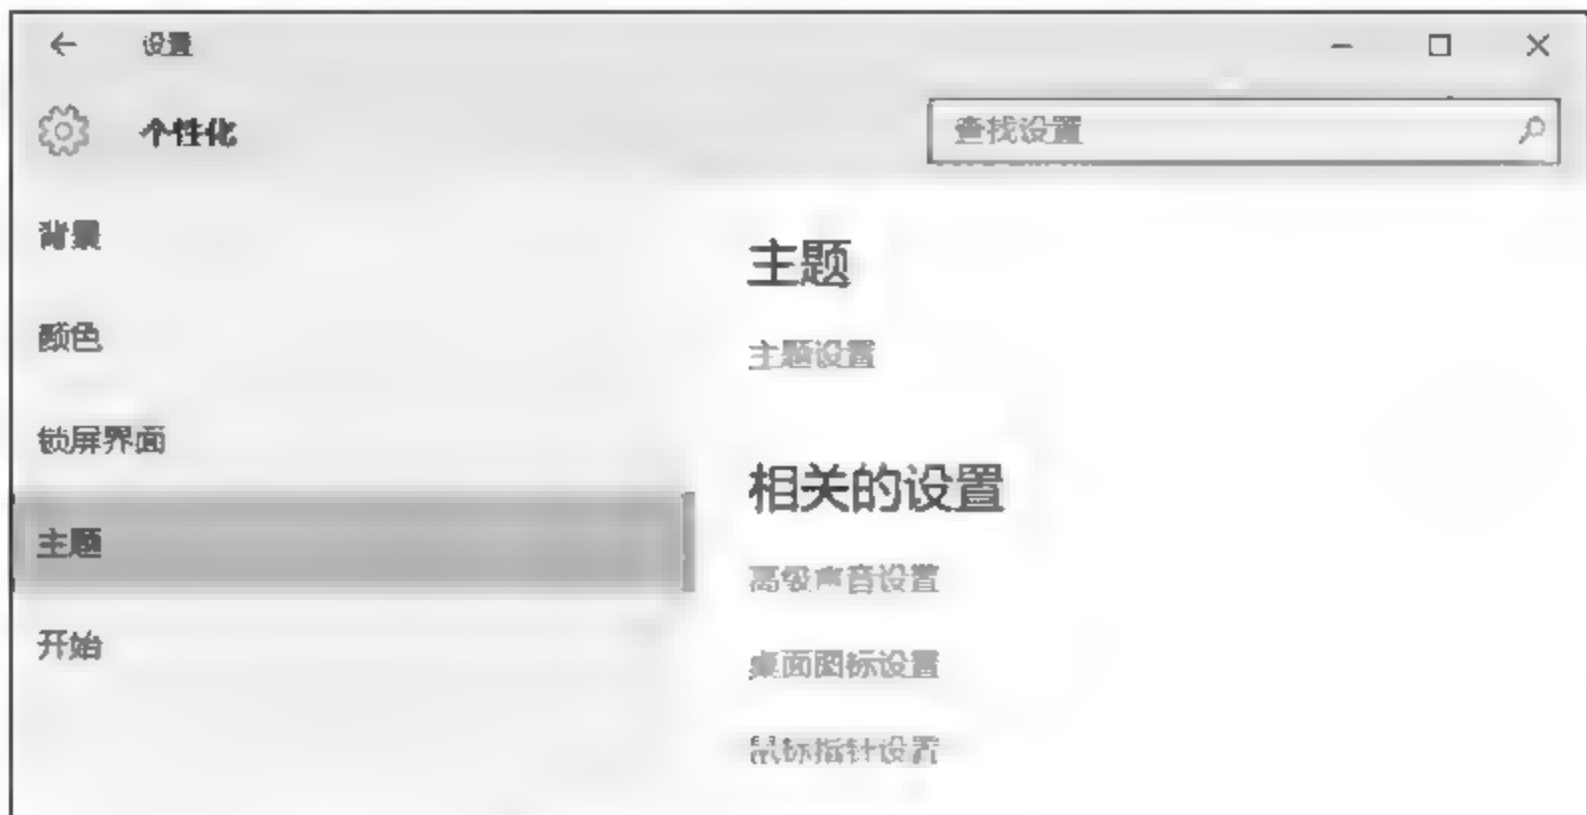 设置
个性化
查找设置
背景
颜色
锁屏界面
主题
开始
主题
主题设置
相关的设置
高级声音设置
桌面图标设置
鼠标指针设置